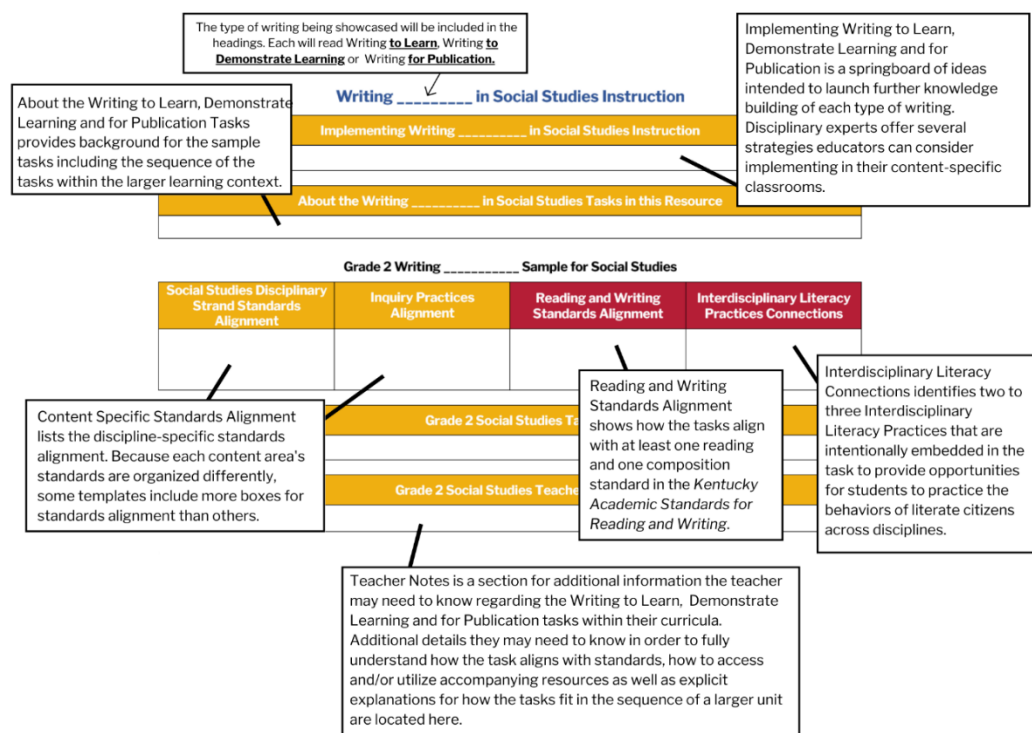 The type of writing being showcased will be included in the
headings. Each will read Writing to Learn, Writing to
Demonstrate Learning or Writing for Publication.
Implementing Writing to Learn,
Demonstrate Learning and for
Publication is a springboard of ideas
intended to launch further knowledge
building of each type of writing.
Disciplinary experts offer several
strategies educators can consider
implementing in their content-specific
classrooms.
About the Writing to Learn, Demonstrate
Learning and for Publication Tasks
provides background for the sample
tasks including the sequence of the
tasks within the larger learning context.
Writing _________ in Social Studies Instruction
Implementing Writing __________ in Social Studies Instruction
About the Writing __________ in Social Studies Tasks in this Resource
Grade 2 Writing ___________ Sample for Social Studies
Social Studies Disciplinary
Strand Standards
Alignment
Inquiry Practices
Alignment
Reading and Writing
Standards Alignment
Interdisciplinary Literacy
Practices Connections
Content Specific Standards Alignment
lists the discipline-specific standards
alignment. Because each content area's
standards are organized differently,
some templates include more boxes for
standards alignment than others.
Reading and Writing
Standards Alignment
shows how the tasks align
with at least one reading
and one composition
standard in the Kentucky
Academic Standards for
Reading and Writing.
Interdisciplinary Literacy
Connections identifies two to
three Interdisciplinary
Literacy Practices that are
intentionally embedded in the
task to provide opportunities
for students to practice the
behaviors of literate citizens
across disciplines.
Grade 2 Social Studies
Grade 2 Social Studies
Teacher Notes is a section for additional information the teacher
may need to know regarding the Writing to Learn, Demonstrate
Learning and for Publication tasks within their curricula.
Additional details they may need to know in order to fully
understand how the task aligns with standards, how to access
and/or utilize accompanying resources as well as explicit
explanations for how the tasks fit in the sequence of a larger unit
are located here.